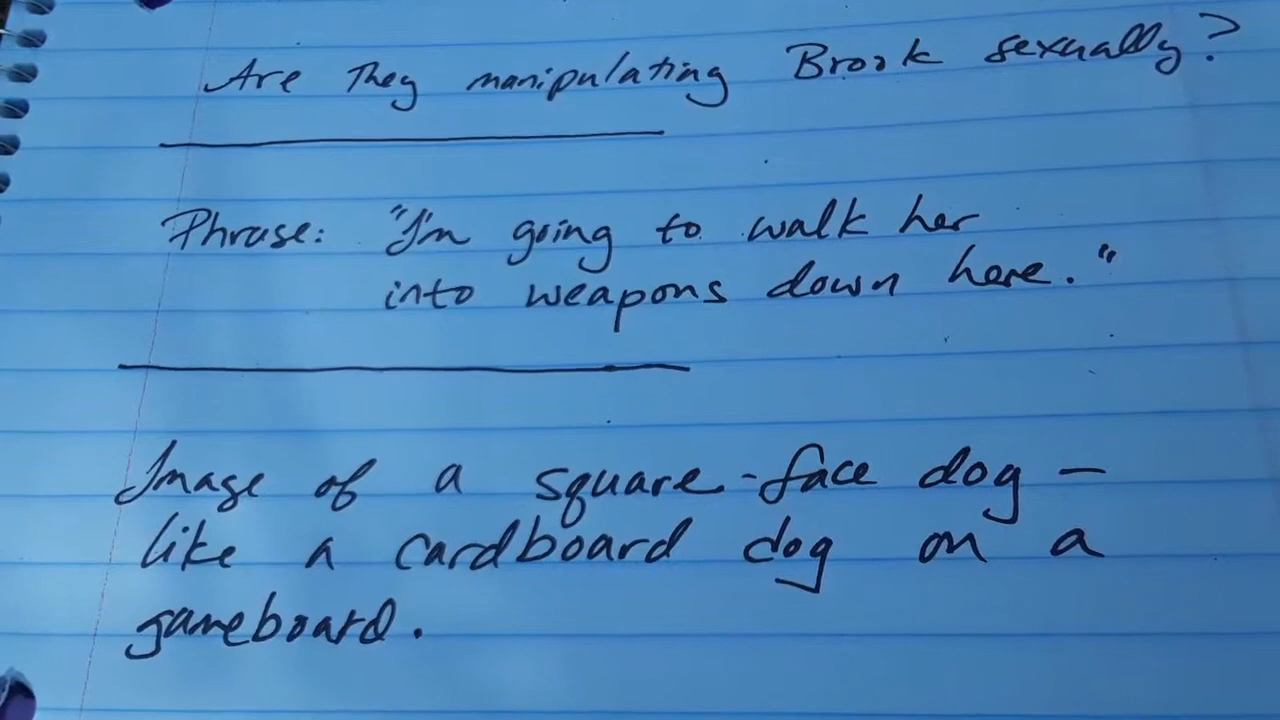 Are They manipulating Brook sexually?
Phrase: "I'm going to walk her
into weapons down here."
Image of a square-face dog —
like a cardboard dog on a
gameboard.